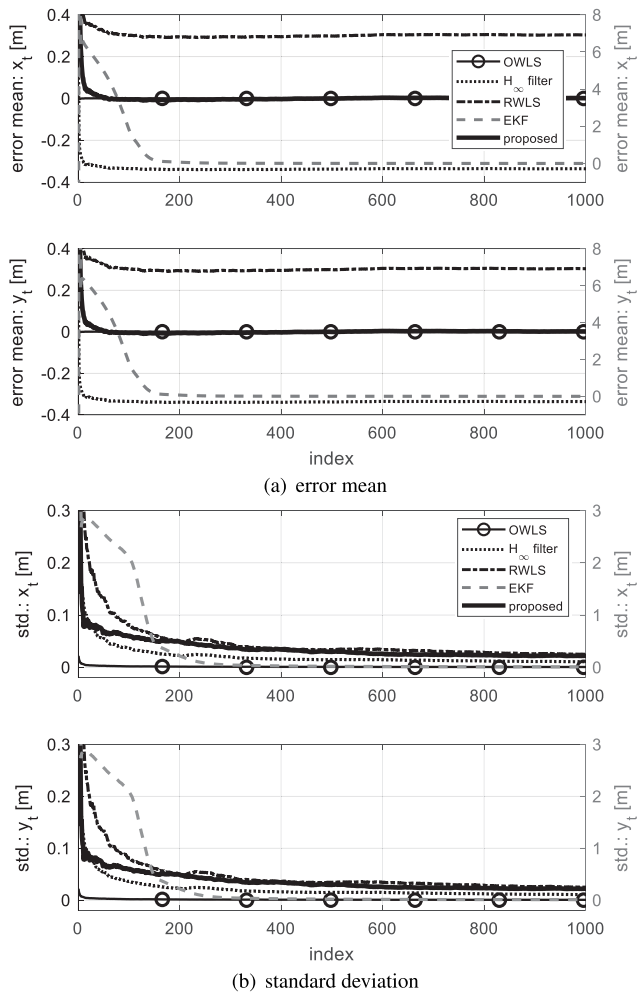 error mean: x_t [m]
0.4
0.2
0
-0.2
-0.4
8
6
4
2
0
error mean: x_t [m]
OWLS
H_∞ filter
RWLS
EKF
proposed
0 200 400 600 800 1000
error mean: y_t [m]
0.4
0.2
0
-0.2
-0.4
8
6
4
2
0
error mean: y_t [m]
0 200 400 600 800 1000
index
(a) error mean
std.: x_t [m]
0.3
0.2
0.1
0
3
2
1
0
std.: x_t [m]
OWLS
H_∞ filter
RWLS
EKF
proposed
0 200 400 600 800 1000
std.: y_t [m]
0.3
0.2
0.1
0
3
2
1
0
std.: y_t [m]
0 200 400 600 800 1000
index
(b) standard deviation